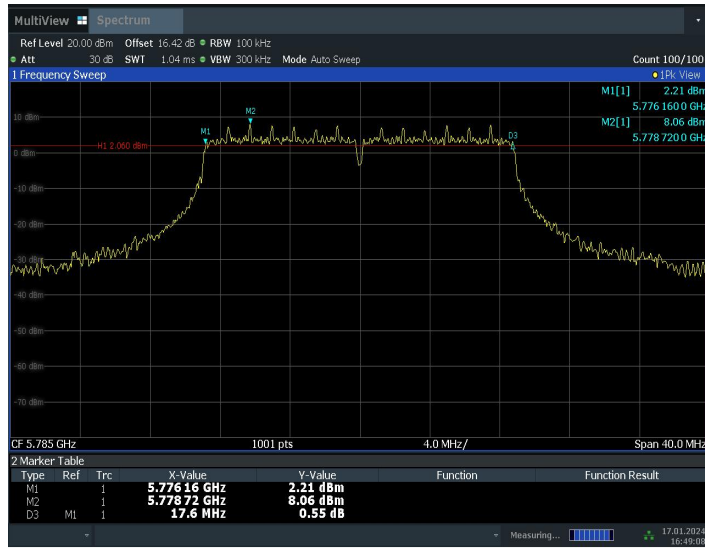 MultiView Spectrum
Ref Level 20.00 dBm Offset 16.42 dB RBW 100 kHz
Att 30 dB SWT 1.04 ms VBW 300 kHz Mode Auto Sweep Count 100/100
1 Frequency Sweep 1Pk View
M1[1] 2.21 dBm
5.776 160 0 GHz
M2[1] 8.06 dBm
5.778 720 0 GHz
M2
10 dBm
M1
D3
H1 2.060 dBm
0 dBm
-10 dBm
-20 dBm
-30 dBm
-40 dBm
-50 dBm
-60 dBm
-70 dBm
CF 5.785 GHz 1001 pts 4.0 MHz/ Span 40.0 MHz
2 Marker Table
Type Ref Trc X-Value Y-Value Function Function Result
M1 1 5.776 16 GHz 2.21 dBm
M2 1 5.778 72 GHz 8.06 dBm
D3 M1 1 17.6 MHz 0.55 dB
Measuring... 17.01.2024
16:49:08